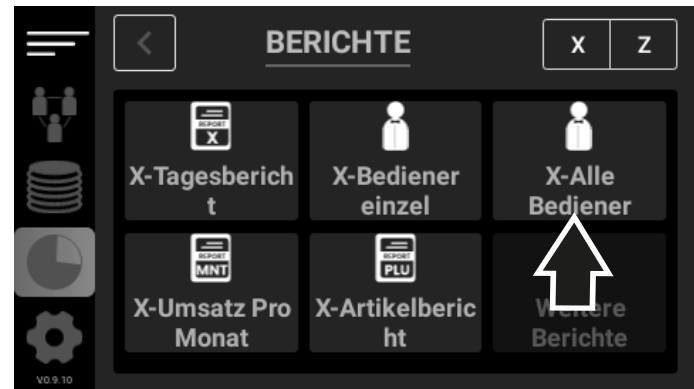 BERICHTE
X Z
REPORT
X
X-Tagesberich
t
X-Bediener
einzel
X-Alle
Bediener
REPORT
MNT
X-Umsatz Pro
Monat
REPORT
PLU
X-Artikelberic
ht
Weitere
Berichte
V0.9.10